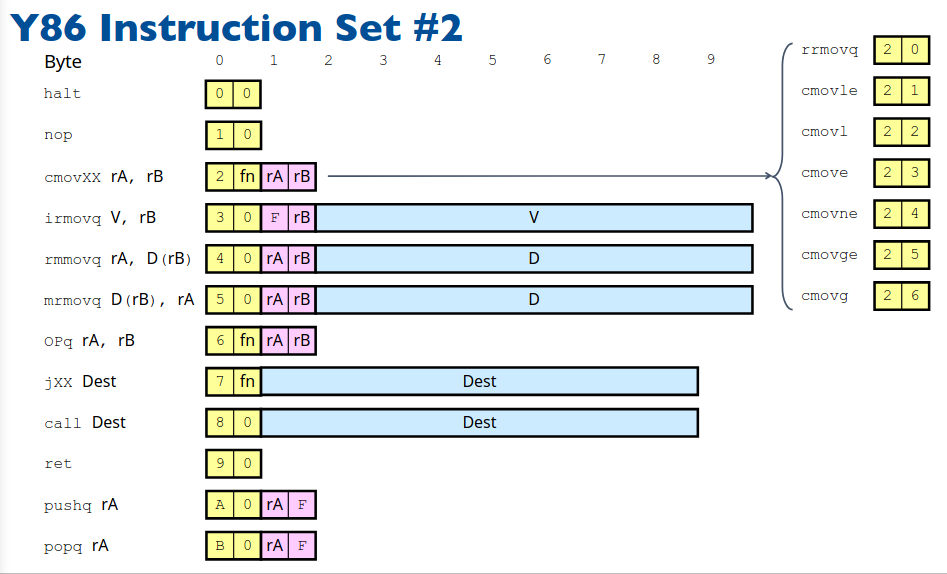 Y86 Instruction Set #2
Byte 0 1 2 3 4 5 6 7 8 9
halt 0 0
nop 1 0
cmovXX rA, rB 2 fn rA rB
irmovq V, rB 3 0 F rB V
rmmovq rA, D(rB) 4 0 rA rB D
mrmovq D(rB), rA 5 0 rA rB D
OPq rA, rB 6 fn rA rB
jXX Dest 7 fn Dest
call Dest 8 0 Dest
ret 9 0
pushq rA A 0 rA F
popq rA B 0 rA F
rrmovq 2 0
cmovle 2 1
cmovl 2 2
cmove 2 3
cmovne 2 4
cmovge 2 5
cmovg 2 6